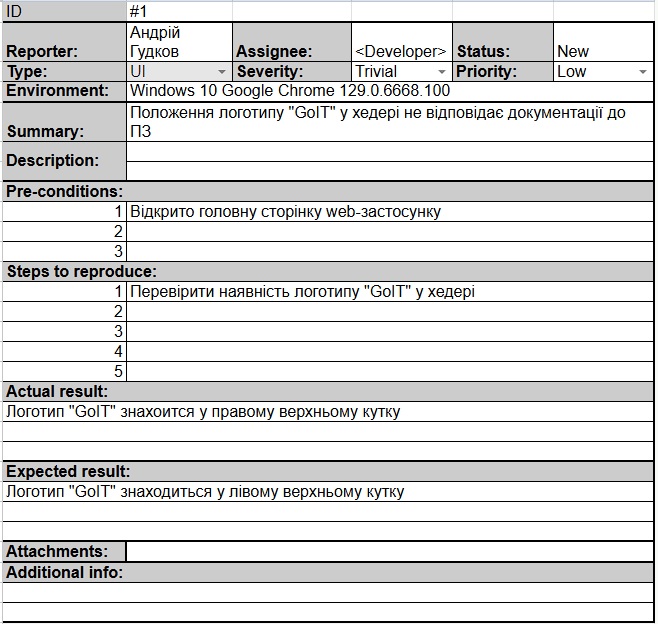 ID #1
Андрій
Гудков
Reporter: Assignee: <Developer> Status: New
Type: UI Severity: Trivial Priority: Low
Environment: Windows 10 Google Chrome 129.0.6668.100
Положення логотипу "GoIT" у хедері не відповідає документації до
Summary: ПЗ
Description:
Pre-conditions:
1 Відкрито головну сторінку web-застосунку
2
3
Steps to reproduce:
1 Перевірити наявність логотипу "GoIT" у хедері
2
3
4
5
Actual result:
Логотип "GoIT" знахоится у правому верхньому кутку
Expected result:
Логотип "GoIT" знаходиться у лівому верхньому кутку
Attachments:
Additional info: